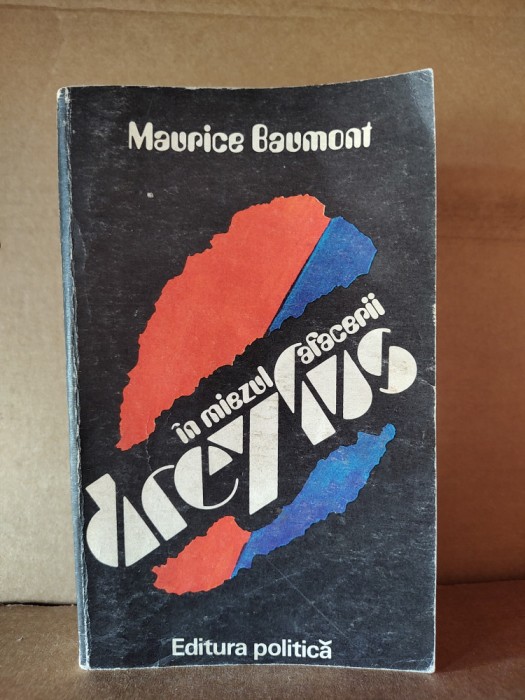 Maurice Baumont
în miezul afacerii
dreyfus
Editura politică